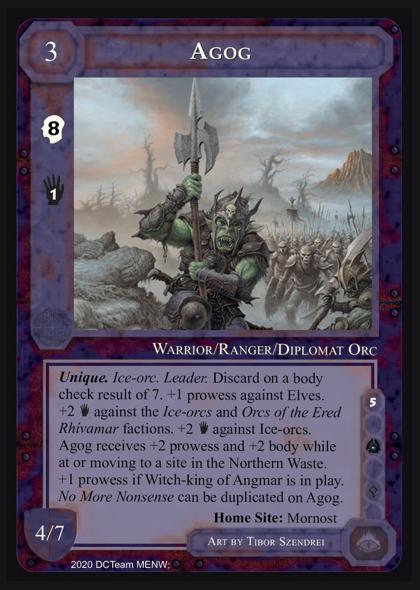 3
AGOG
8
1
WARRIOR/RANGER/DIPLOMAT ORC
Unique. Ice-orc. Leader. Discard on a body
check result of 7. +1 prowess against Elves.
+2 against the Ice-orcs and Orcs of the Ered
Rhívamar factions. +2 against Ice-orcs.
Agog receives +2 prowess and +2 body while
at or moving to a site in the Northern Waste.
+1 prowess if Witch-king of Angmar is in play.
No More Nonsense can be duplicated on Agog.
Home Site: Mornost
5
4/7
ART BY TIBOR SZENDREI
2020 DCTeam MENW;